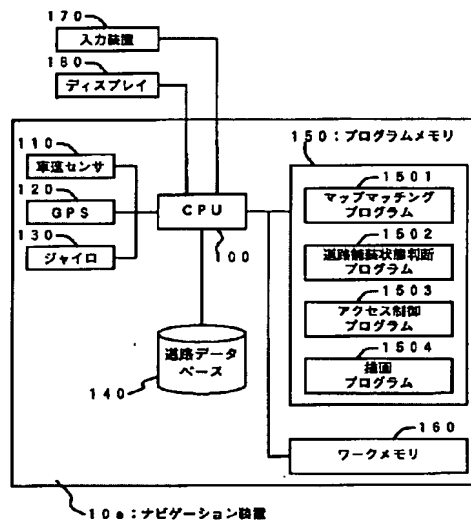 170
入力装置
180
ディスプレイ
110
車速センサ
120
GPS
130
ジャイロ
CPU
100
道路データ
ベース
140
150：プログラムメモリ
1501
マップマッチング
プログラム
1502
道路舗装状態判断
プログラム
1503
アクセス制御
プログラム
1504
描画
プログラム
160
ワークメモリ
10a：ナビゲーション装置